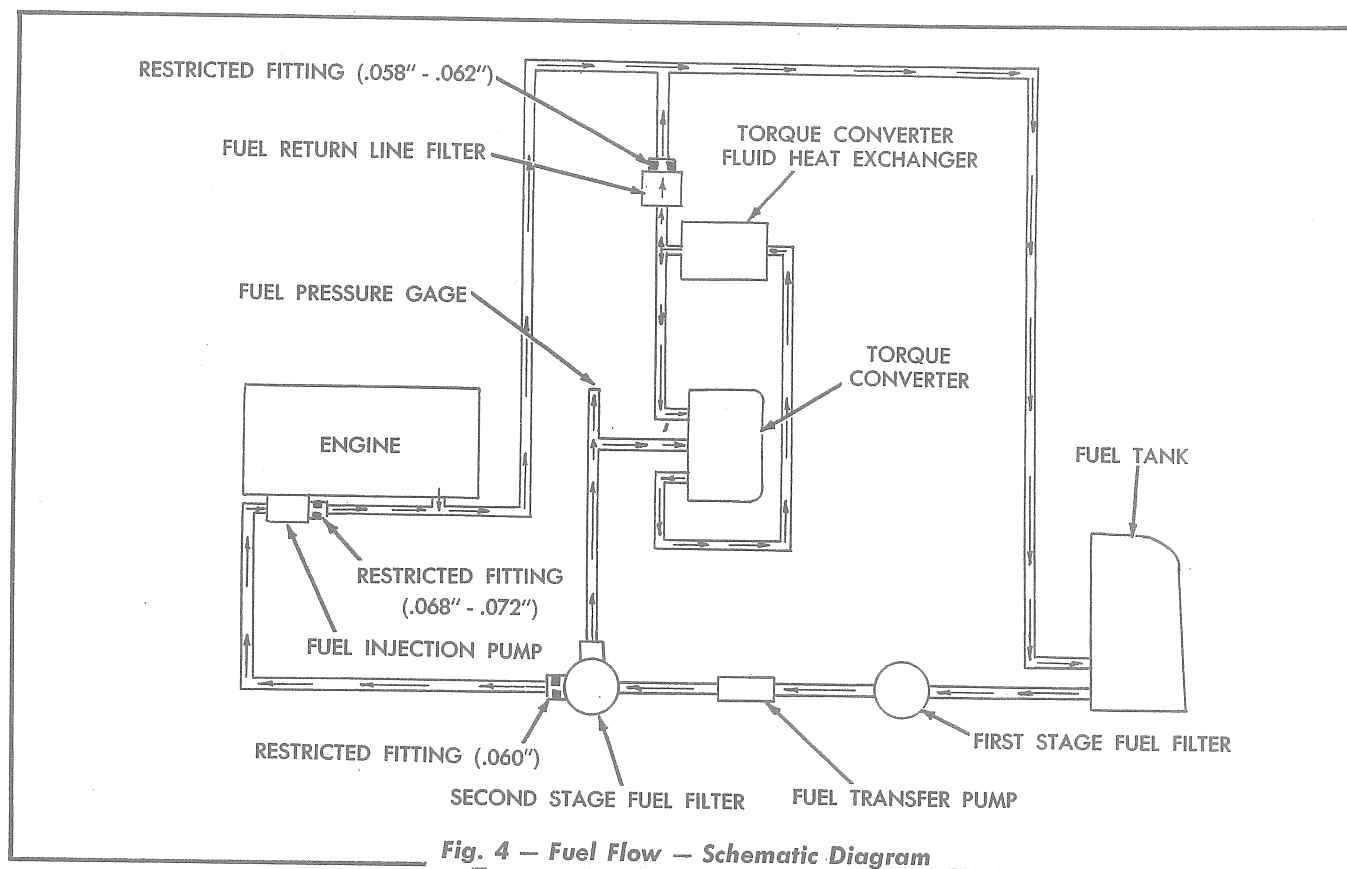 RESTRICTED FITTING (.058" - .062")
FUEL RETURN LINE FILTER
TORQUE CONVERTER
FLUID HEAT EXCHANGER
FUEL PRESSURE GAGE
TORQUE
CONVERTER
ENGINE
FUEL TANK
RESTRICTED FITTING
(.068" - .072")
FUEL INJECTION PUMP
RESTRICTED FITTING (.060")
FIRST STAGE FUEL FILTER
SECOND STAGE FUEL FILTER
FUEL TRANSFER PUMP
Fig. 4 — Fuel Flow — Schematic Diagram